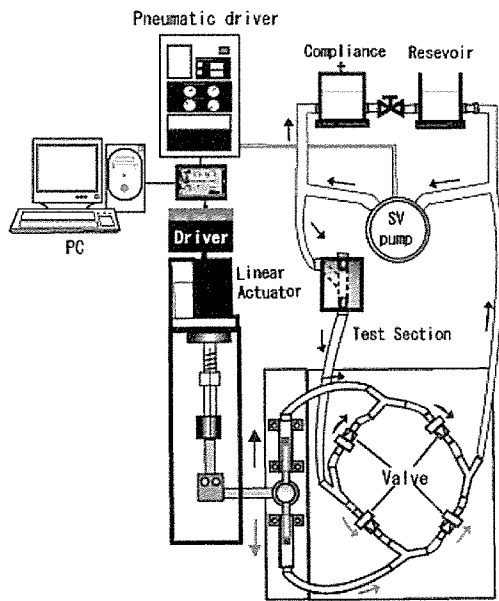 Pneumatic driver
Compliance
Resevoir
PC
Driver
SV
pump
Linear
Actuator
Test Section
Valve